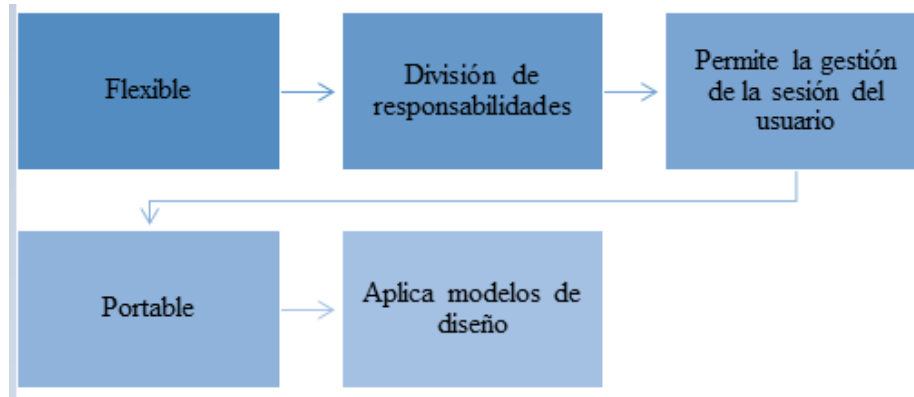 Flexible
División de
responsabilidades
Permite la gestión
de la sesión del
usuario
Portable
Aplica modelos de
diseño